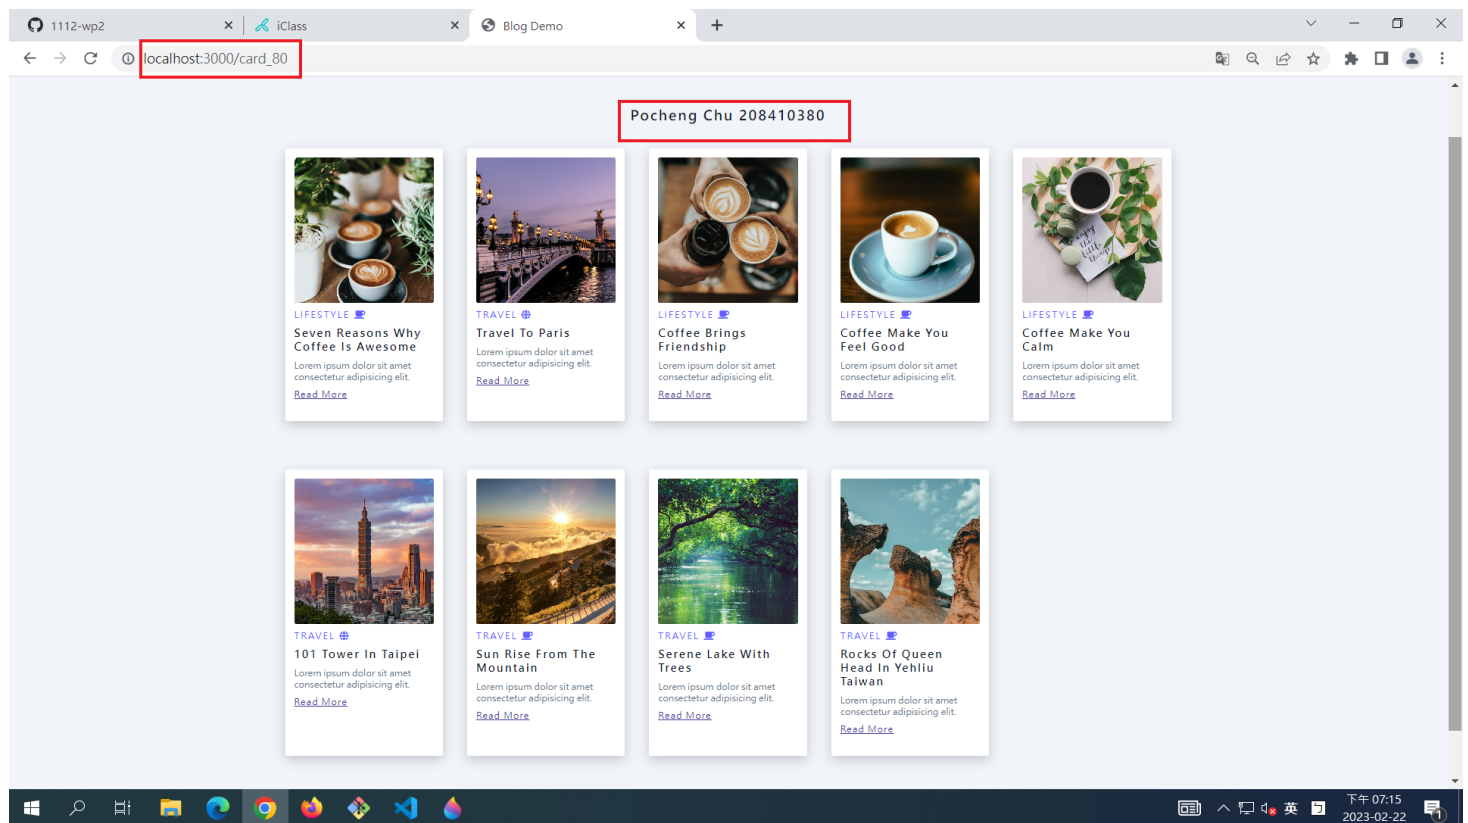 1112-wp2
iClass
Blog Demo
localhost:3000/card_80
Pocheng Chu 208410380
LIFESTYLE
Seven Reasons Why
Coffee Is Awesome
Lorem ipsum dolor sit amet
consectetur adipisicing elit.
Read More
TRAVEL
Travel To Paris
Lorem ipsum dolor sit amet
consectetur adipisicing elit.
Read More
LIFESTYLE
Coffee Brings
Friendship
Lorem ipsum dolor sit amet
consectetur adipisicing elit.
Read More
LIFESTYLE
Coffee Make You
Feel Good
Lorem ipsum dolor sit amet
consectetur adipisicing elit.
Read More
enjoy
the
little
things
LIFESTYLE
Coffee Make You
Calm
Lorem ipsum dolor sit amet
consectetur adipisicing elit.
Read More
TRAVEL
101 Tower In Taipei
Lorem ipsum dolor sit amet
consectetur adipisicing elit.
Read More
TRAVEL
Sun Rise From The
Mountain
Lorem ipsum dolor sit amet
consectetur adipisicing elit.
Read More
TRAVEL
Serene Lake With
Trees
Lorem ipsum dolor sit amet
consectetur adipisicing elit.
Read More
TRAVEL
Rocks Of Queen
Head In Yehliu
Taiwan
Lorem ipsum dolor sit amet
consectetur adipisicing elit.
Read More
英
ㄅ
下午 07:15
2023-02-22
1